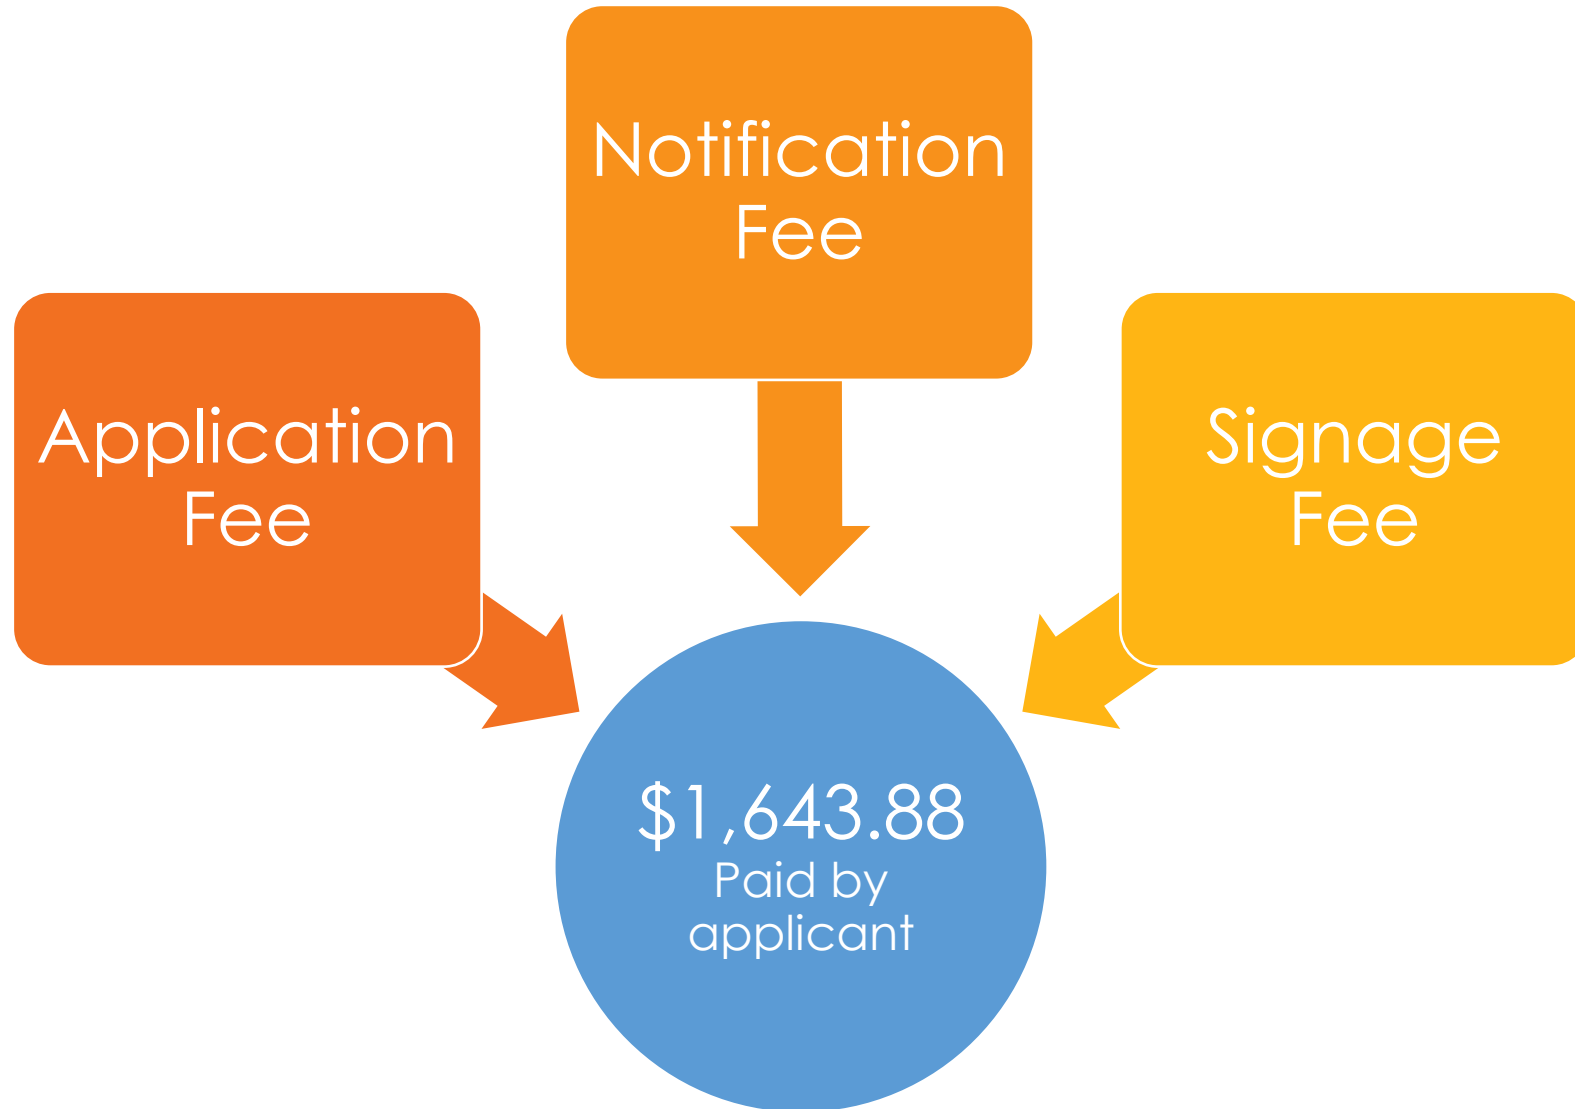 Notification
Fee
Application
Fee
Signage
Fee
$1,643.88
Paid by
applicant